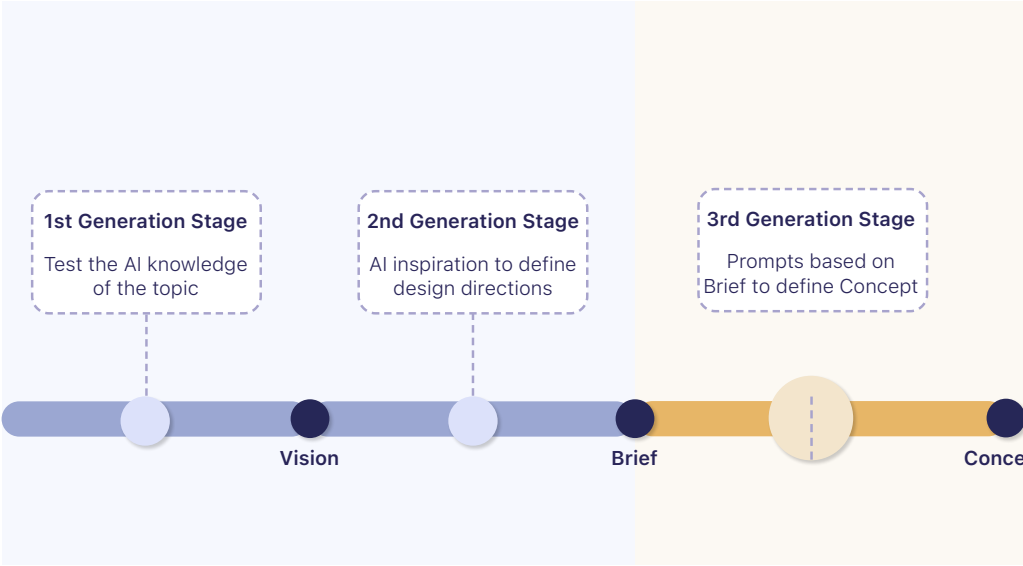 1st Generation Stage
Test the AI knowledge
of the topic
2nd Generation Stage
AI inspiration to define
design directions
3rd Generation Stage
Prompts based on
Brief to define Concept
Vision
Brief
Conce